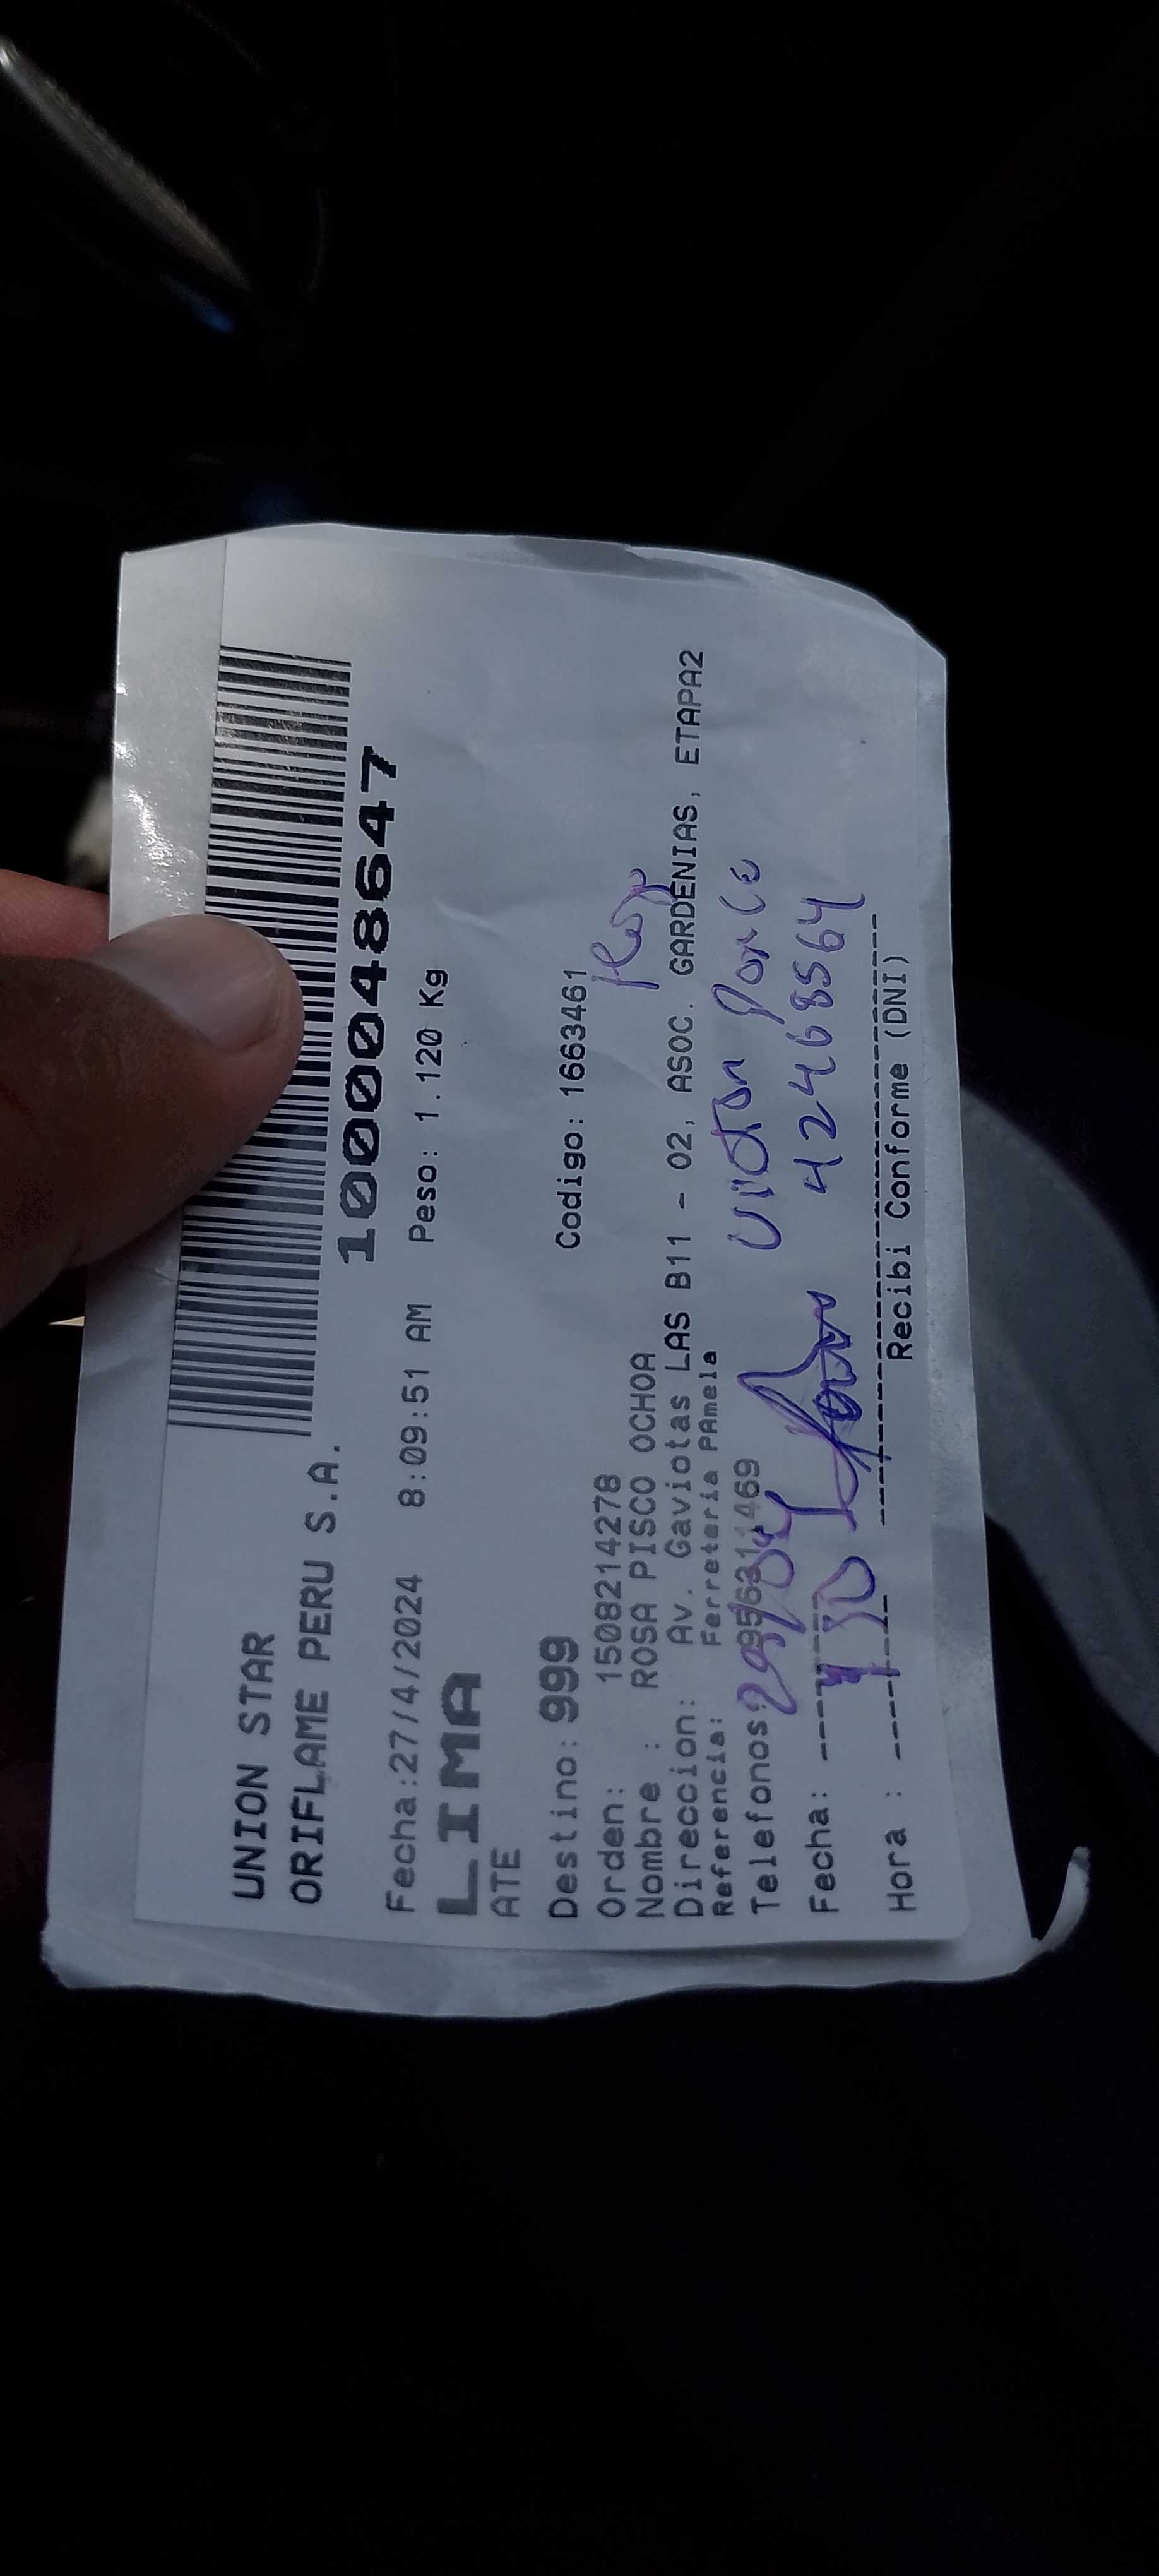 UNION STAR
ORIFLAME PERU S.A.
1000048647
Fecha:27/4/2024 8:09:51 AM Peso: 1.120 Kg
LIMA
ATE
Destino: 999 Codigo: 1663461
Orden: 1508214278
Nombre : ROSA PISCO OCHOA
Direccion: Av. Gaviotas LAS B11 - 02, ASOC. GARDENIAS, ETAPA2
Referencia: Ferreteria PAmela
Telefonos:
Ponce
Fecha: 42468564
Hora :
Recibi Conforme (DNI)